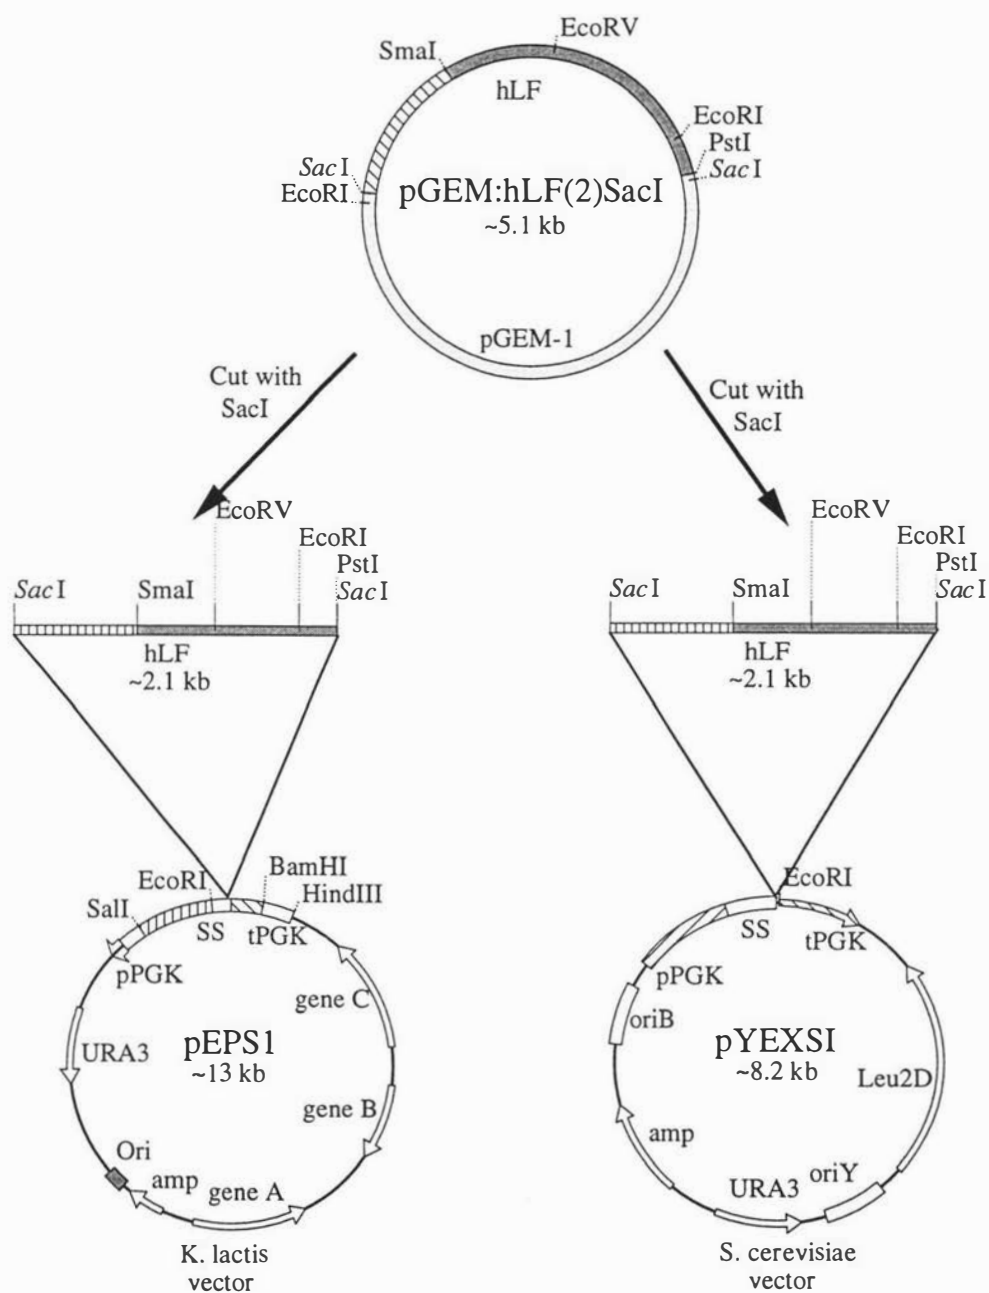 EcoRV
SmaI
hLF
EcoRI
PstI
SacI
SacI
EcoRI
pGEM:hLF(2)SacI
~5.1 kb
pGEM-1
Cut with
SacI
Cut with
SacI
EcoRV
EcoRI
PstI
SacI
SmaI
SacI
hLF
~2.1 kb
EcoRV
EcoRI
PstI
SacI
SmaI
SacI
hLF
~2.1 kb
EcoRI
BamHI
HindIII
SalI
SS
tPGK
pPGK
gene C
URA3
pEPS1
~13 kb
gene B
Ori
amp
gene A
K. lactis
vector
EcoRI
SS
tPGK
pPGK
oriB
pYEXSI
~8.2 kb
Leu2D
amp
URA3
oriY
S. cerevisiae
vector